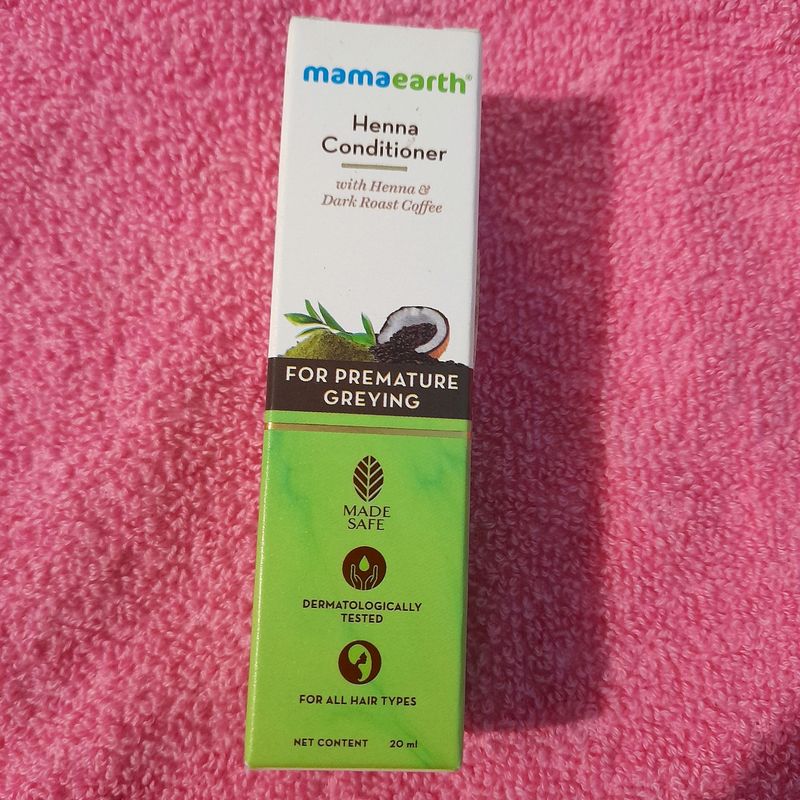 mamaearth®
Henna
Conditioner
with Henna &
Dark Roast Coffee
FOR PREMATURE
GREYING
MADE
SAFE
DERMATOLOGICALLY
TESTED
FOR ALL HAIR TYPES
NET CONTENT 20 ml